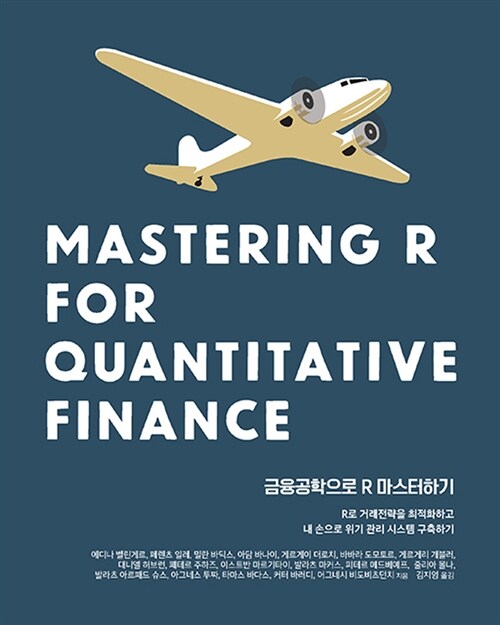 MASTERING R
FOR
QUANTITATIVE
FINANCE
금융공학으로 R 마스터하기
R로 거래전략을 최적화하고
내 손으로 위기 관리 시스템 구축하기
에디나 벨린게르, 페렌츠 일레, 밀란 바딕스, 아담 바나이, 게르게이 더로치, 바바라 도모토르, 게르게리 개블러,
대니엘 허브런, 페테르 주하즈, 이스트반 마르기타이, 발라츠 마커스, 피테르 메드베예프, 줄리아 몰나,
발라츠 아르패드 슈스, 아그네스 투짜, 타마스 바다스, 커터 바러디, 어그네시 비도비츠던치 지음  김지영 옮김